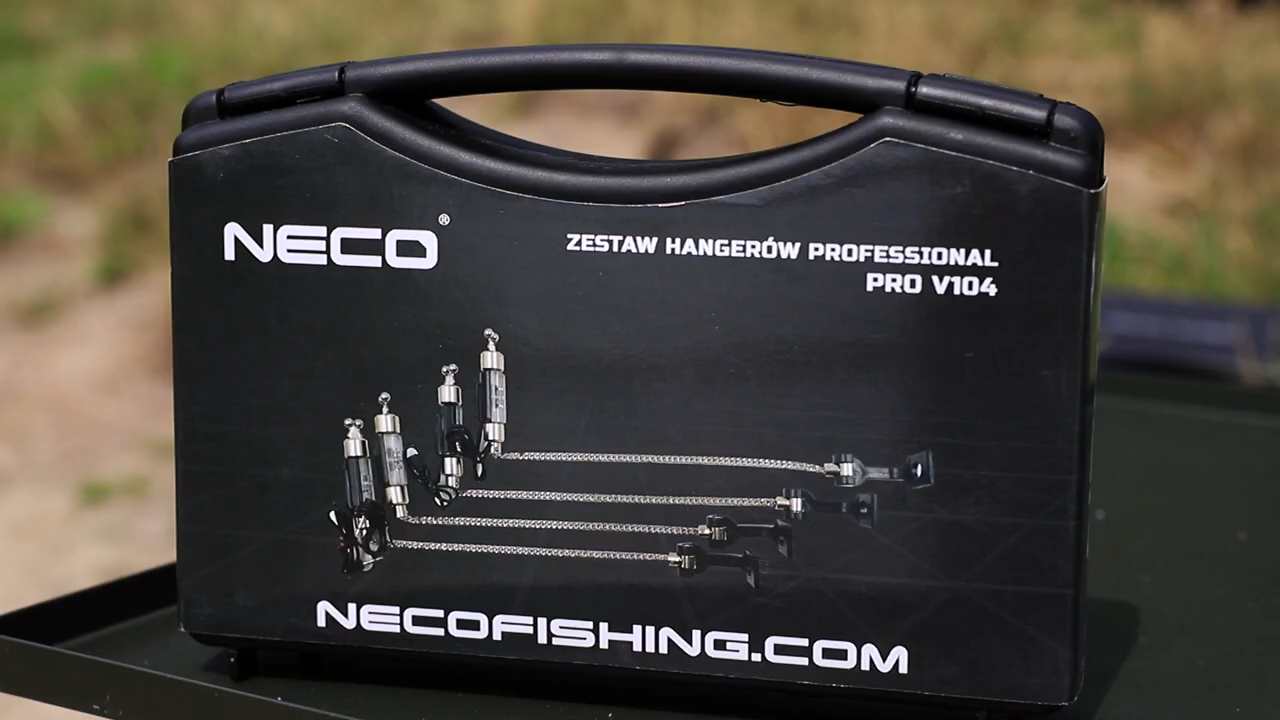 NECO®
ZESTAW HANGERÓW PROFESSIONAL
PRO V104
NECOFISHING.COM